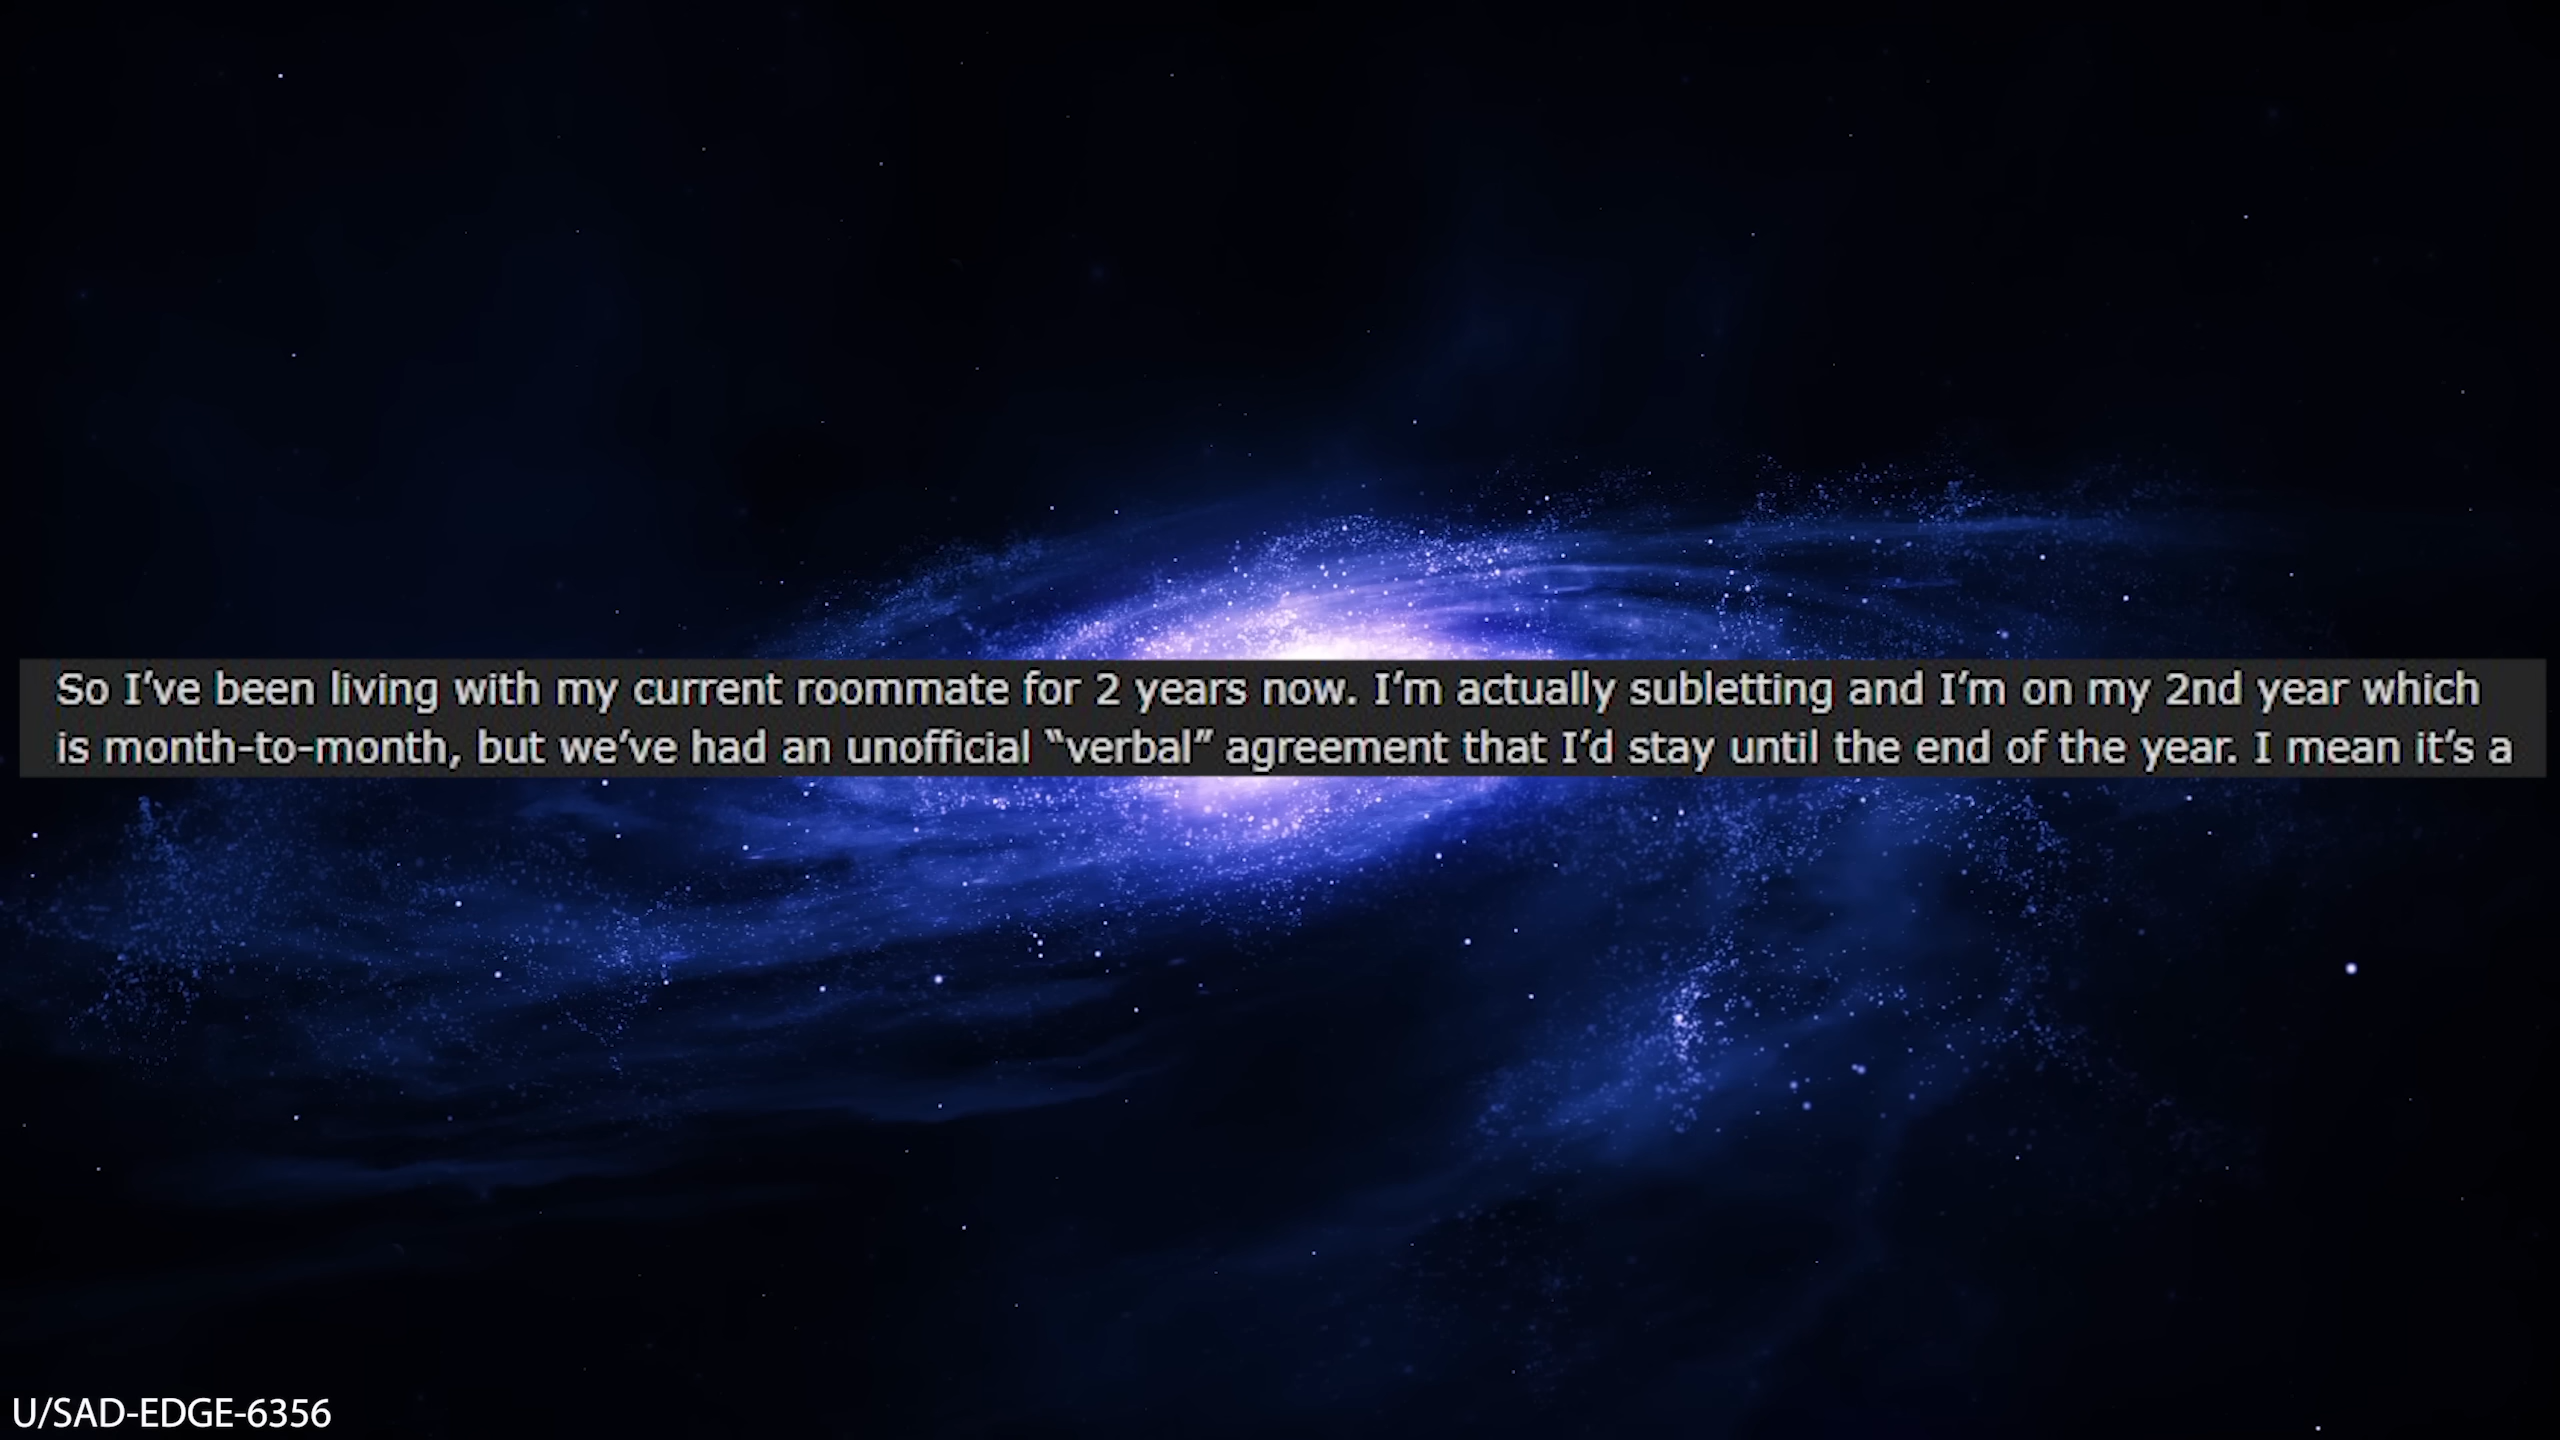 So I’ve been living with my current roommate for 2 years now. I’m actually subletting and I’m on my 2nd year which
is month-to-month, but we’ve had an unofficial “verbal” agreement that I’d stay until the end of the year. I mean it’s a
U/SAD-EDGE-6356